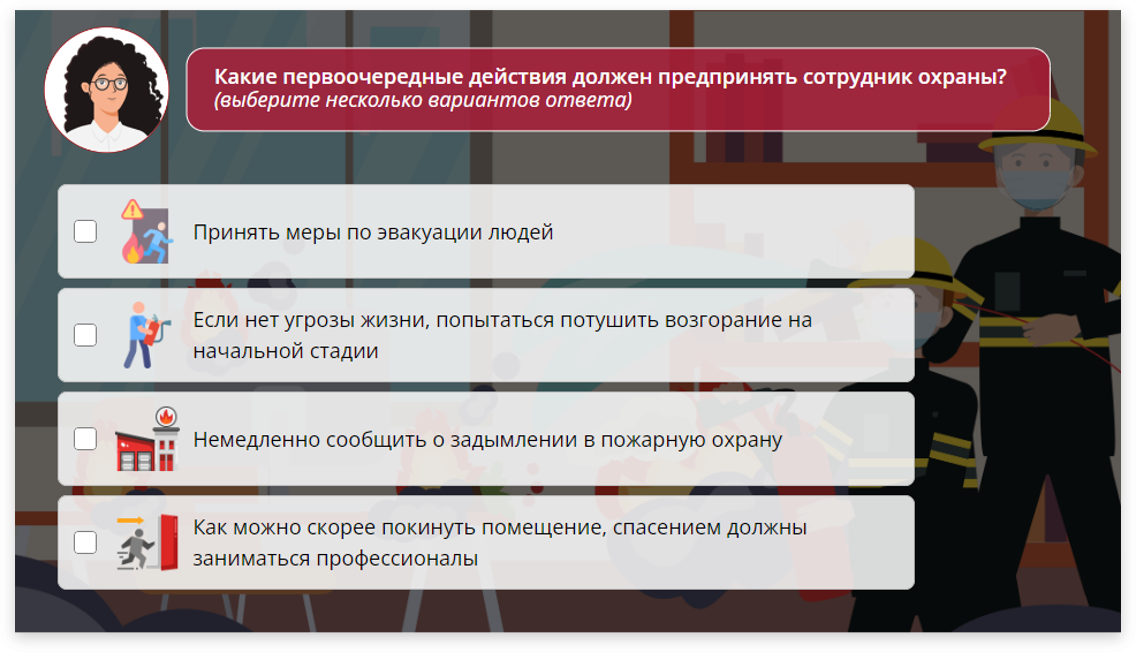 Какие первоочередные действия должен предпринять сотрудник охраны?
(выберите несколько вариантов ответа)
Принять меры по эвакуации людей
Если нет угрозы жизни, попытаться потушить возгорание на
начальной стадии
Немедленно сообщить о задымлении в пожарную охрану
Как можно скорее покинуть помещение, спасением должны
заниматься профессионалы